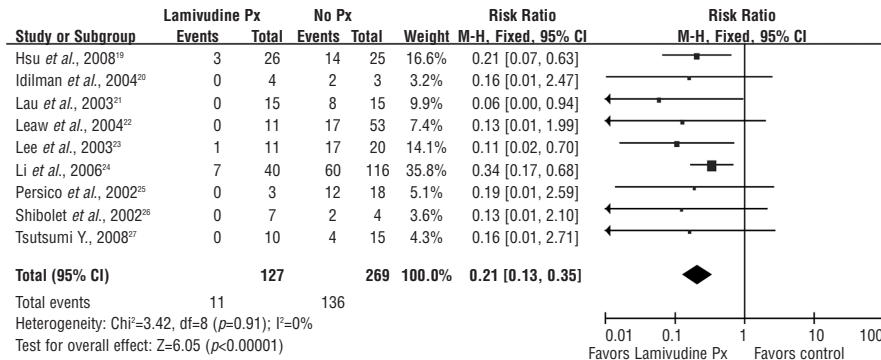 Lamivudine Px No Px Risk Ratio Risk Ratio
Study or Subgroup Events Total Events Total Weight M-H, Fixed, 95% CI M-H, Fixed, 95% CI
Hsu et al., 2008¹⁹ 3 26 14 25 16.6% 0.21 [0.07, 0.63]
Idilman et al., 2004²⁰ 0 4 2 3 3.2% 0.16 [0.01, 2.47]
Lau et al., 2003²¹ 0 15 8 15 9.9% 0.06 [0.00, 0.94]
Leaw et al., 2004²² 0 11 17 53 7.4% 0.13 [0.01, 1.99]
Lee et al., 2003²³ 1 11 17 20 14.1% 0.11 [0.02, 0.70]
Li et al., 2006²⁴ 7 40 60 116 35.8% 0.34 [0.17, 0.68]
Persico et al., 2002²⁵ 0 3 12 18 5.1% 0.19 [0.01, 2.59]
Shibolet et al., 2002²⁶ 0 7 2 4 3.6% 0.13 [0.01, 2.10]
Tsutsumi Y., 2008²⁷ 0 10 4 15 4.3% 0.16 [0.01, 2.71]
Total (95% CI) 127 269 100.0% 0.21 [0.13, 0.35]
Total events 11 136
Heterogeneity: Chi²=3.42, df=8 (p=0.91); I²=0%
Test for overall effect: Z=6.05 (p<0.00001)
0.01 0.1 1 10 100
Favors Lamivudine Px Favors control